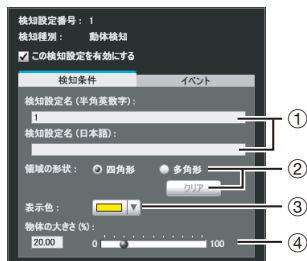 検知設定番号: 1
検知種別: 動体検知
この検知設定を有効にする
検知条件 イベント
検知設定名 (半角英数字):
1
①
検知設定名 (日本語):
領域の形状: 四角形 多角形
②
クリア
表示色:
③
物体の大きさ (%):
20.00 0 100
④